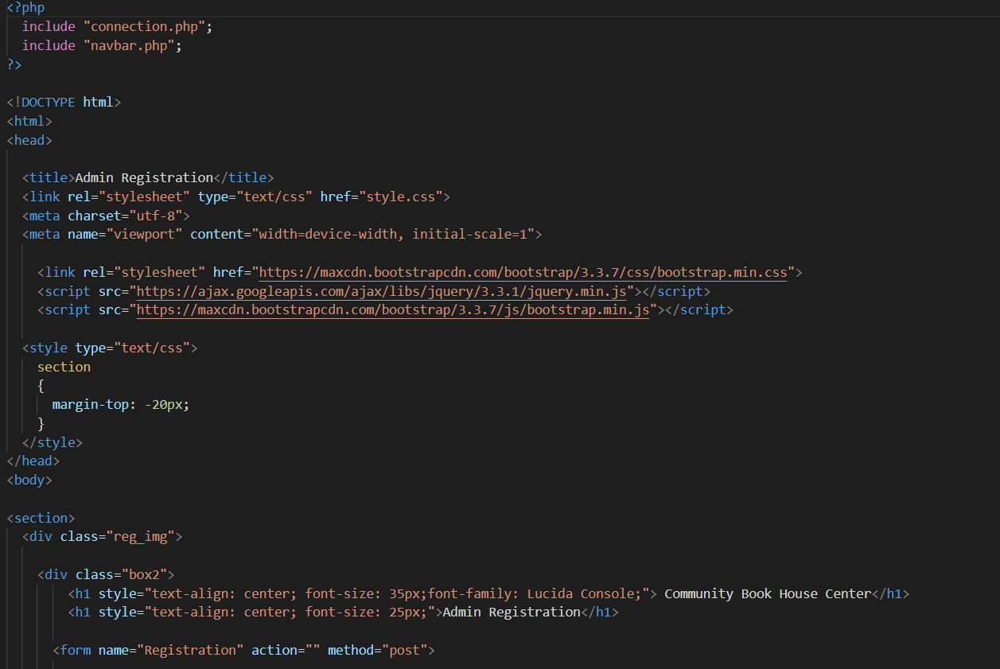 <?php
include "connection.php";
include "navbar.php";
?>
<!DOCTYPE html>
<html>
<head>
<title>Admin Registration</title>
<link rel="stylesheet" type="text/css" href="style.css">
<meta charset="utf-8">
<meta name="viewport" content="width=device-width, initial-scale=1">
<link rel="stylesheet" href="https://maxcdn.bootstrapcdn.com/bootstrap/3.3.7/css/bootstrap.min.css">
<script src="https://ajax.googleapis.com/ajax/libs/jquery/3.3.1/jquery.min.js"></script>
<script src="https://maxcdn.bootstrapcdn.com/bootstrap/3.3.7/js/bootstrap.min.js"></script>
<style type="text/css">
section
{
margin-top: -20px;
}
</style>
</head>
<body>
<section>
<div class="reg_img">
<div class="box2">
<h1 style="text-align: center; font-size: 35px;font-family: Lucida Console;"> Community Book House Center</h1>
<h1 style="text-align: center; font-size: 25px;">Admin Registration</h1>
<form name="Registration" action="" method="post">